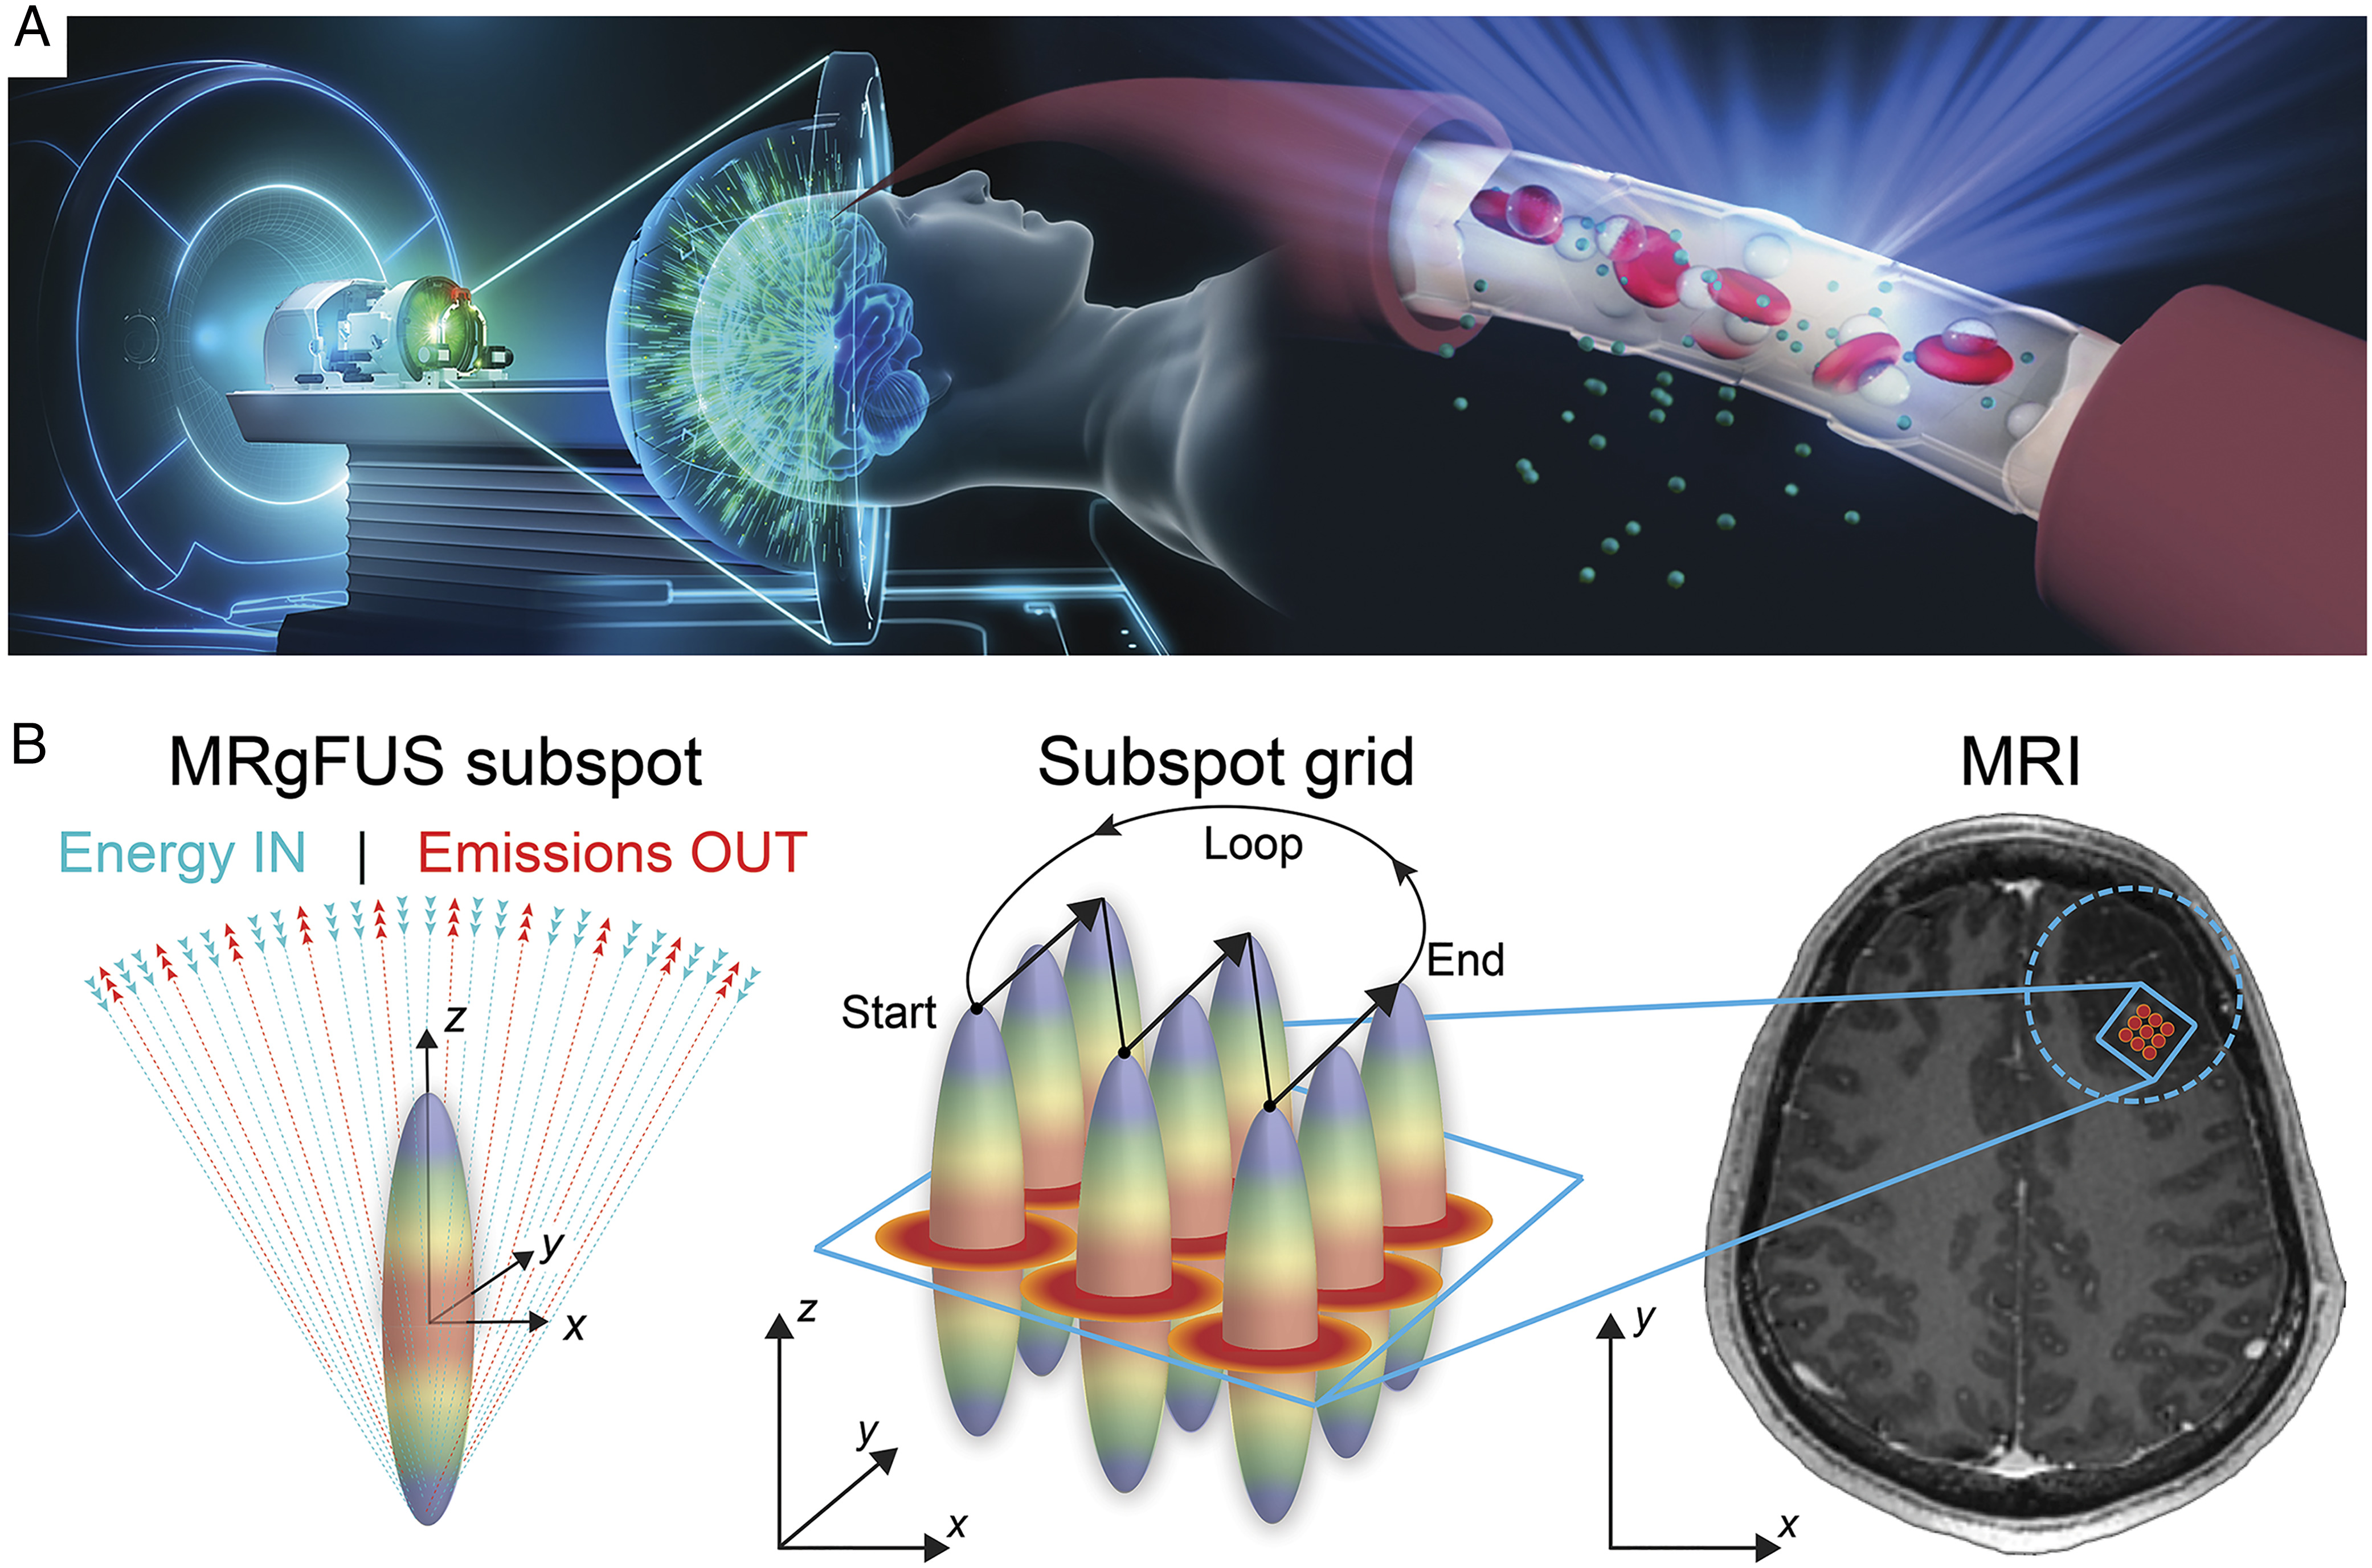 A
B
MRgFUS subspot
Energy IN | Emissions OUT
z
y
x
Subspot grid
Loop
Start
End
z
y
x
MRI
y
x